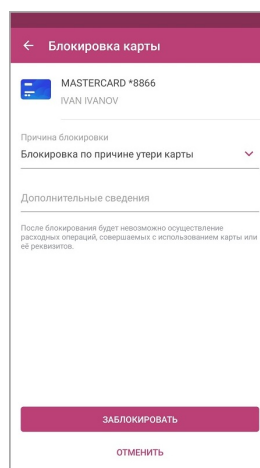 Блокировка карты
MASTERCARD *8866
IVAN IVANOV
Причина блокировки
Блокировка по причине утери карты
Дополнительные сведения
После блокирования будет невозможно осуществление
расходных операций, совершаемых с использованием карты или
её реквизитов.
ЗАБЛОКИРОВАТЬ
ОТМЕНИТЬ